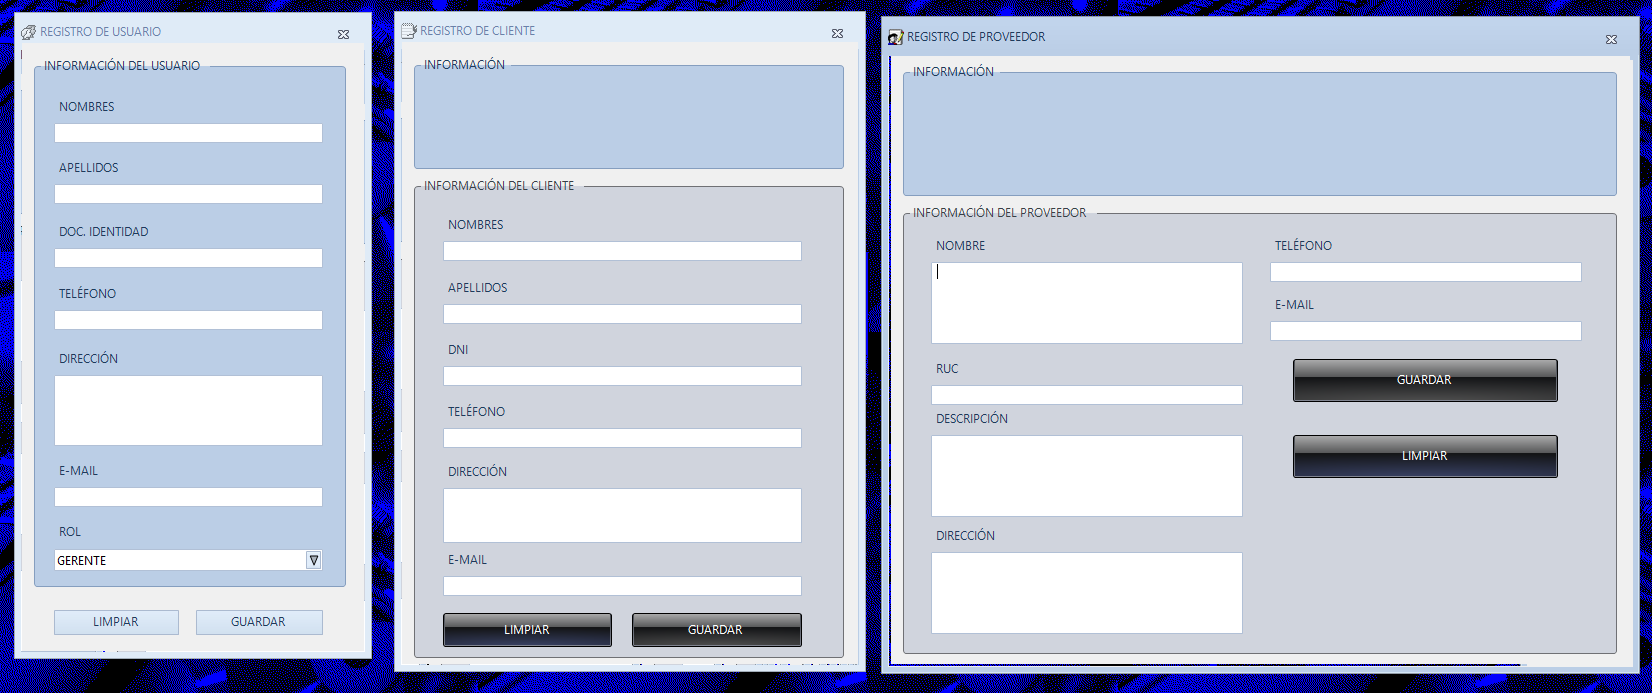 REGISTRO DE USUARIO
INFORMACIÓN DEL USUARIO
NOMBRES
APELLIDOS
DOC. IDENTIDAD
TELÉFONO
DIRECCIÓN
E-MAIL
ROL
GERENTE
LIMPIAR GUARDAR
REGISTRO DE CLIENTE
INFORMACIÓN
INFORMACIÓN DEL CLIENTE
NOMBRES
APELLIDOS
DNI
TELÉFONO
DIRECCIÓN
E-MAIL
LIMPIAR GUARDAR
REGISTRO DE PROVEEDOR
INFORMACIÓN
INFORMACIÓN DEL PROVEEDOR
NOMBRE
RUC
DESCRIPCIÓN
DIRECCIÓN
TELÉFONO
E-MAIL
GUARDAR
LIMPIAR